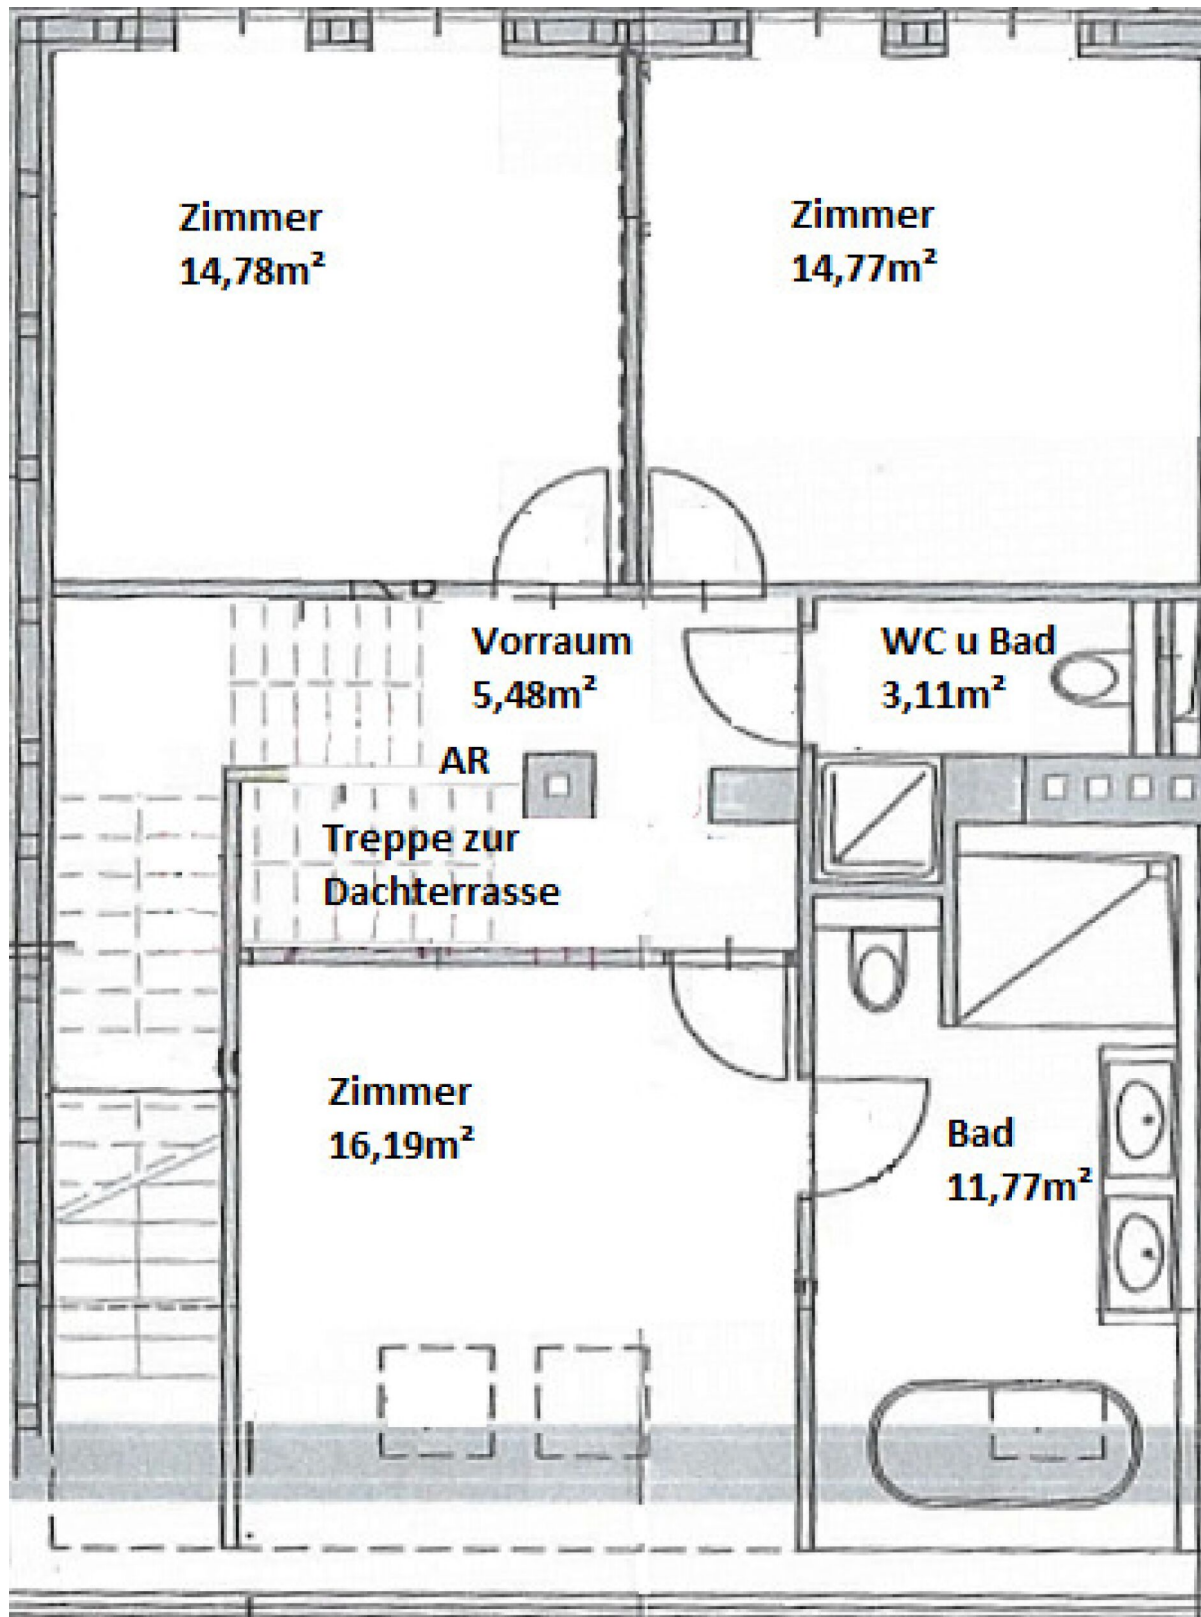 Zimmer
14,78m²
Zimmer
14,77m²
Vorraum
5,48m²
WC u Bad
3,11m²
AR
Treppe zur
Dachterrasse
Zimmer
16,19m²
Bad
11,77m²